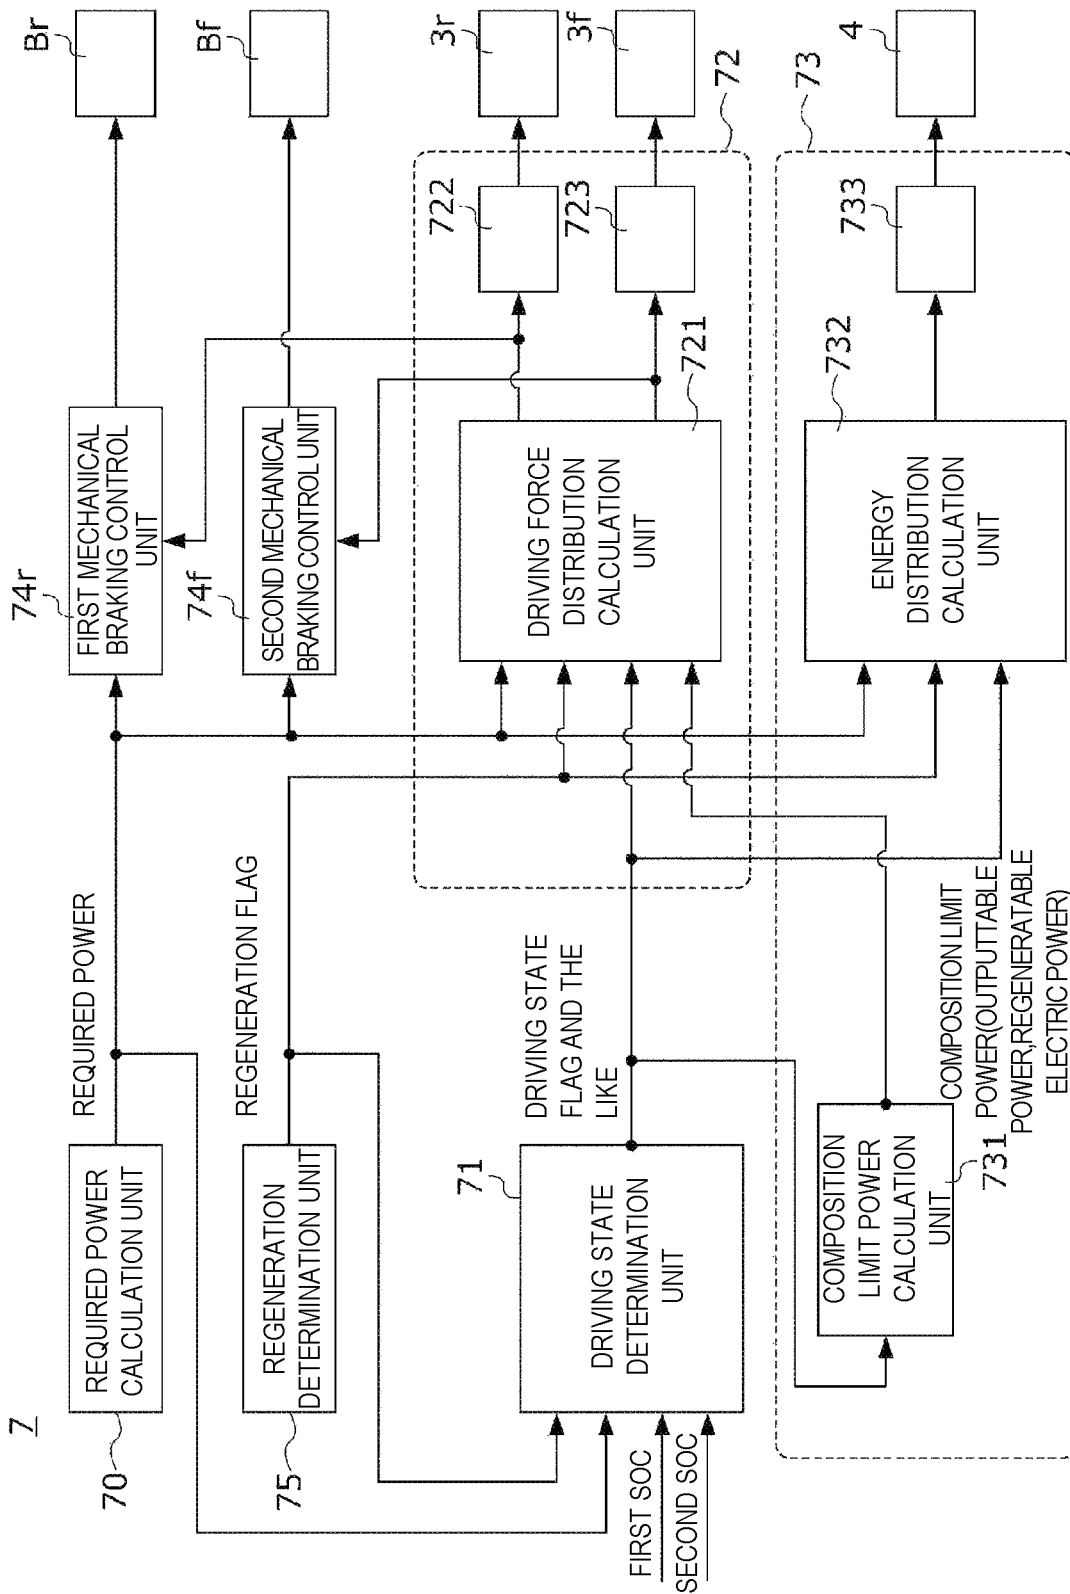 7
70
REQUIRED POWER
CALCULATION UNIT
REQUIRED POWER
74r
FIRST MECHANICAL
BRAKING CONTROL
UNIT
Br
75
REGENERATION
DETERMINATION UNIT
REGENERATION FLAG
74f
SECOND MECHANICAL
BRAKING CONTROL UNIT
Bf
FIRST SOC
SECOND SOC
71
DRIVING STATE
DETERMINATION
UNIT
DRIVING STATE
FLAG AND THE
LIKE
DRIVING FORCE
DISTRIBUTION
CALCULATION
UNIT
721
722
3r
723
3f
72
73
COMPOSITION
LIMIT POWER
CALCULATION
UNIT
731
COMPOSITION LIMIT
POWER(OUTPUTTABLE
POWER,REGENERATABLE
ELECTRIC POWER)
732
ENERGY
DISTRIBUTION
CALCULATION
UNIT
733
4